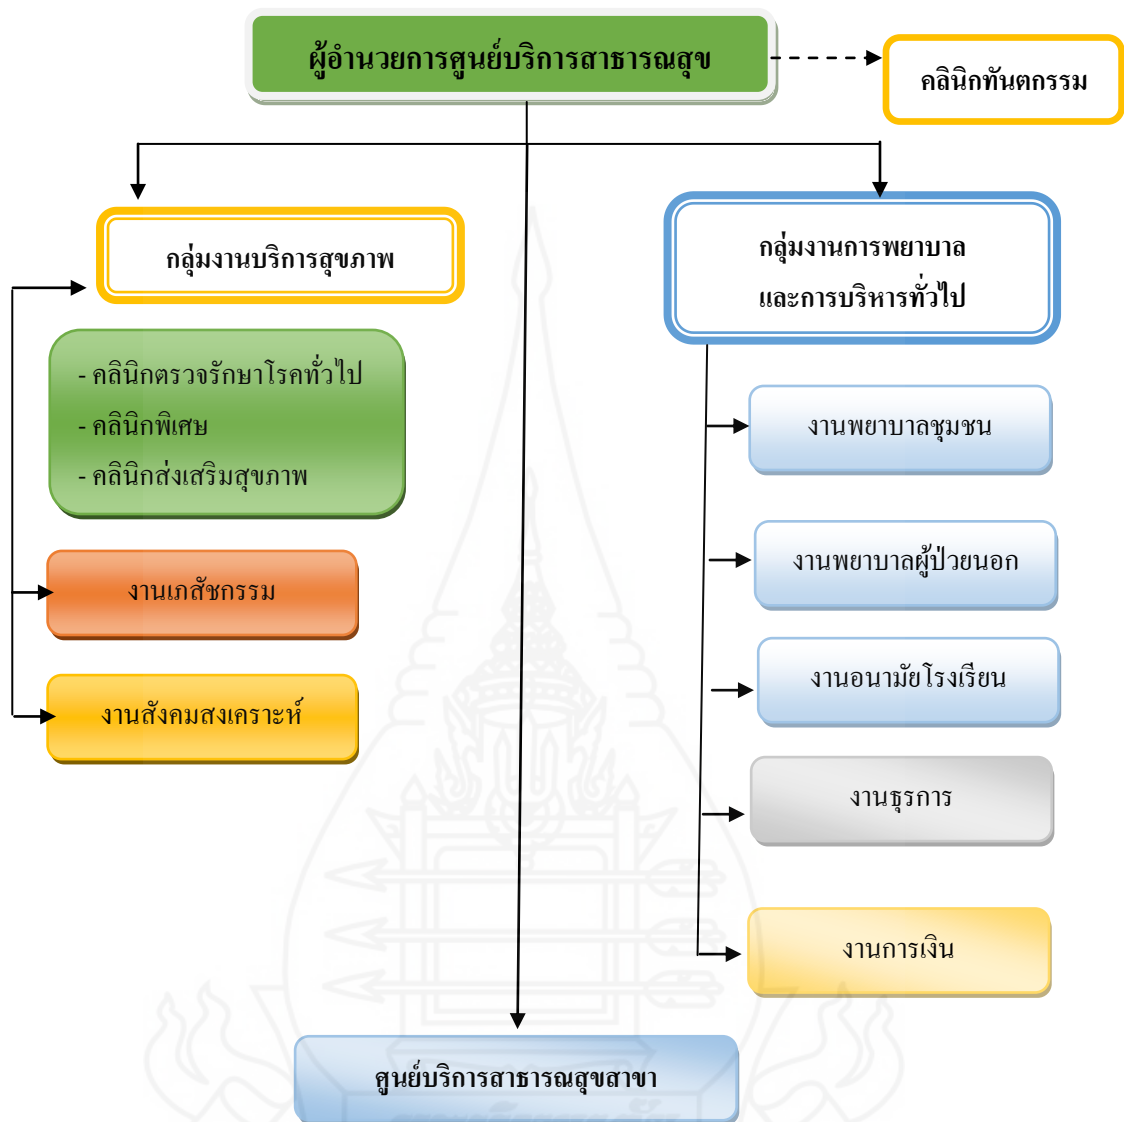 ผู้อำนวยการศูนย์บริการสาธารณสุข
คลินิกทันตกรรม
กลุ่มงานบริการสุขภาพ
- คลินิกตรวจรักษาโรคทั่วไป
- คลินิกพิเศษ
- คลินิกส่งเสริมสุขภาพ
งานเภสัชกรรม
งานสังคมสงเคราะห์
กลุ่มงานการพยาบาล
และการบริหารทั่วไป
งานพยาบาลชุมชน
งานพยาบาลผู้ป่วยนอก
งานอนามัยโรงเรียน
งานธุรการ
งานการเงิน
ศูนย์บริการสาธารณสุขสาขา